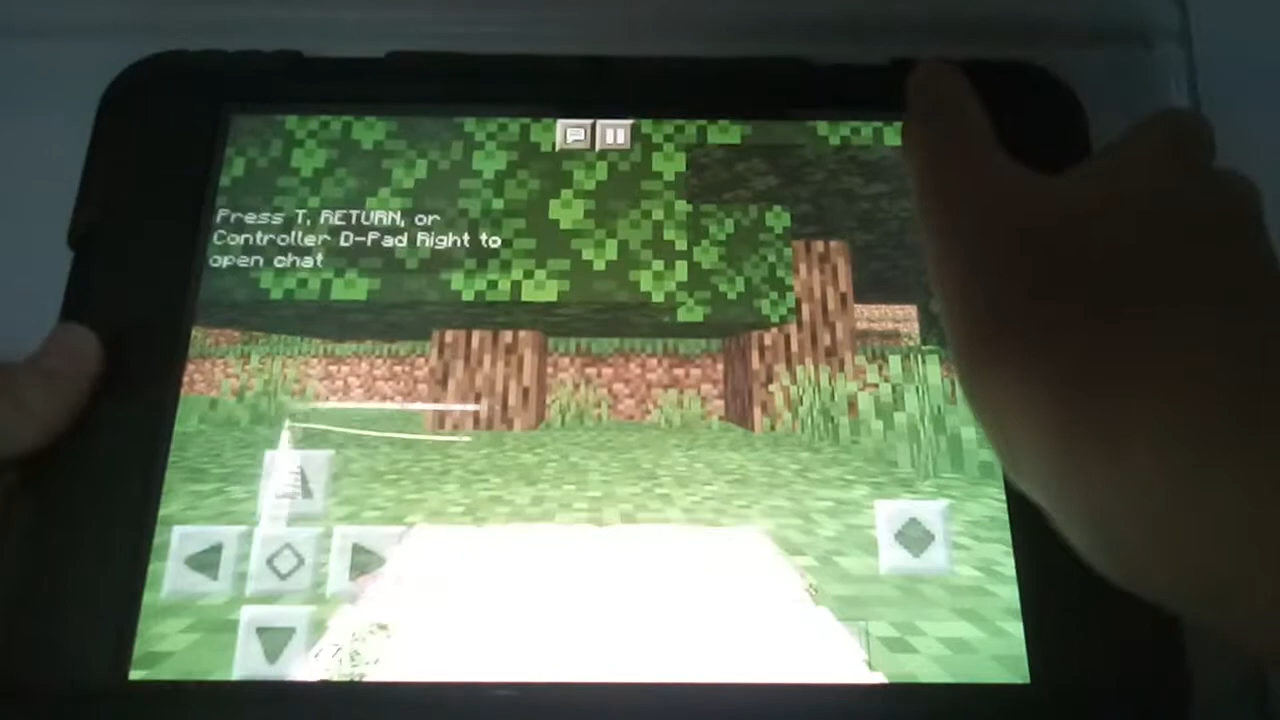 Press T, RETURN, or
Controller D-Pad Right to
open chat